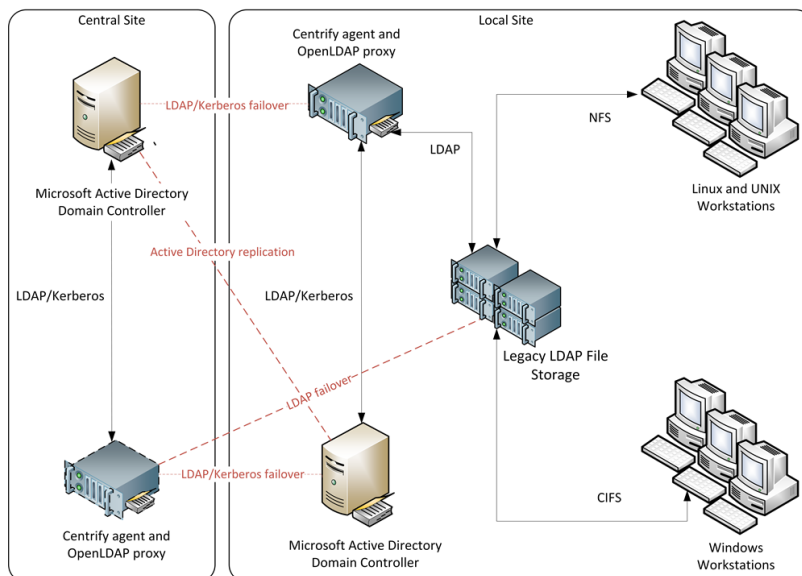 Central Site
Local Site
Centrify agent and
OpenLDAP proxy
LDAP/Kerberos failover
LDAP
NFS
Microsoft Active Directory
Domain Controller
Linux and UNIX
Workstations
Active Directory replication
LDAP/Kerberos
LDAP/Kerberos
Legacy LDAP File
Storage
LDAP failover
LDAP/Kerberos failover
CIFS
Centrify agent and
OpenLDAP proxy
Microsoft Active Directory
Domain Controller
Windows
Workstations